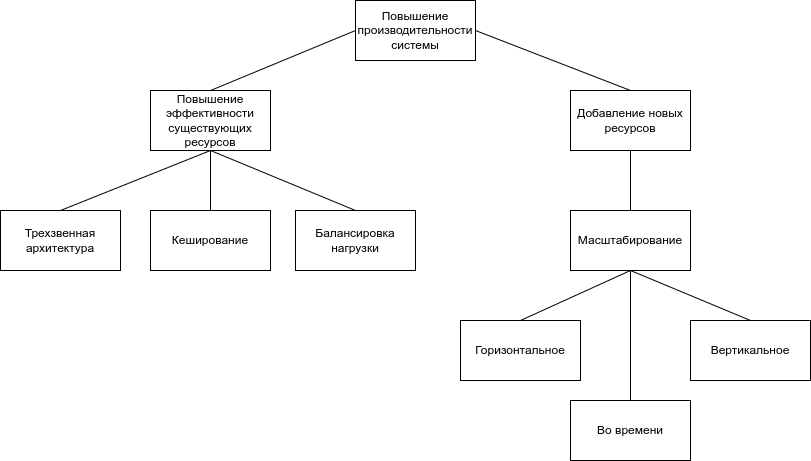 Повышение
производительности
системы
Повышение
эффективности
существующих
ресурсов
Добавление новых
ресурсов
Трехзвенная
архитектура
Кеширование
Балансировка
нагрузки
Масштабирование
Горизонтальное
Вертикальное
Во времени